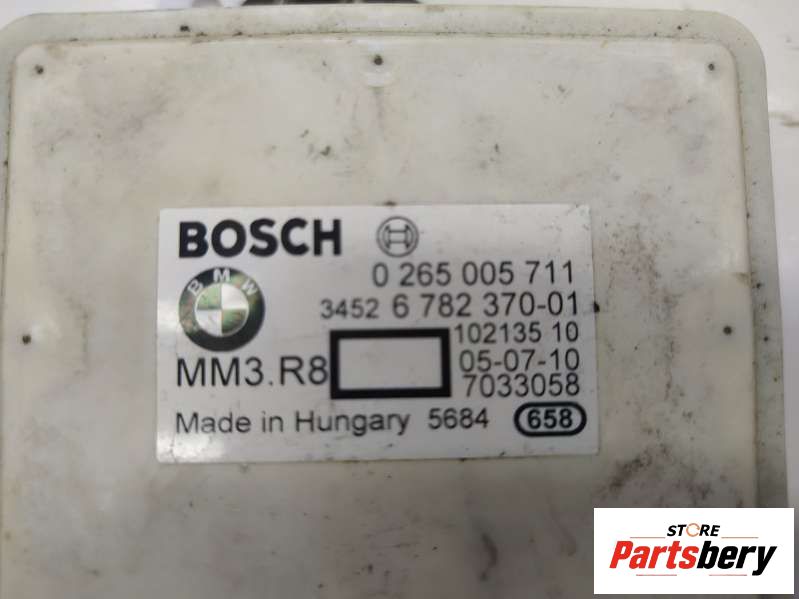 BOSCH
0 265 005 711
BMW
3452 6 782 370-01
102135 10
MM3.R8
05-07-10
7033058
Made in Hungary 5684 658
STORE
Partsbery